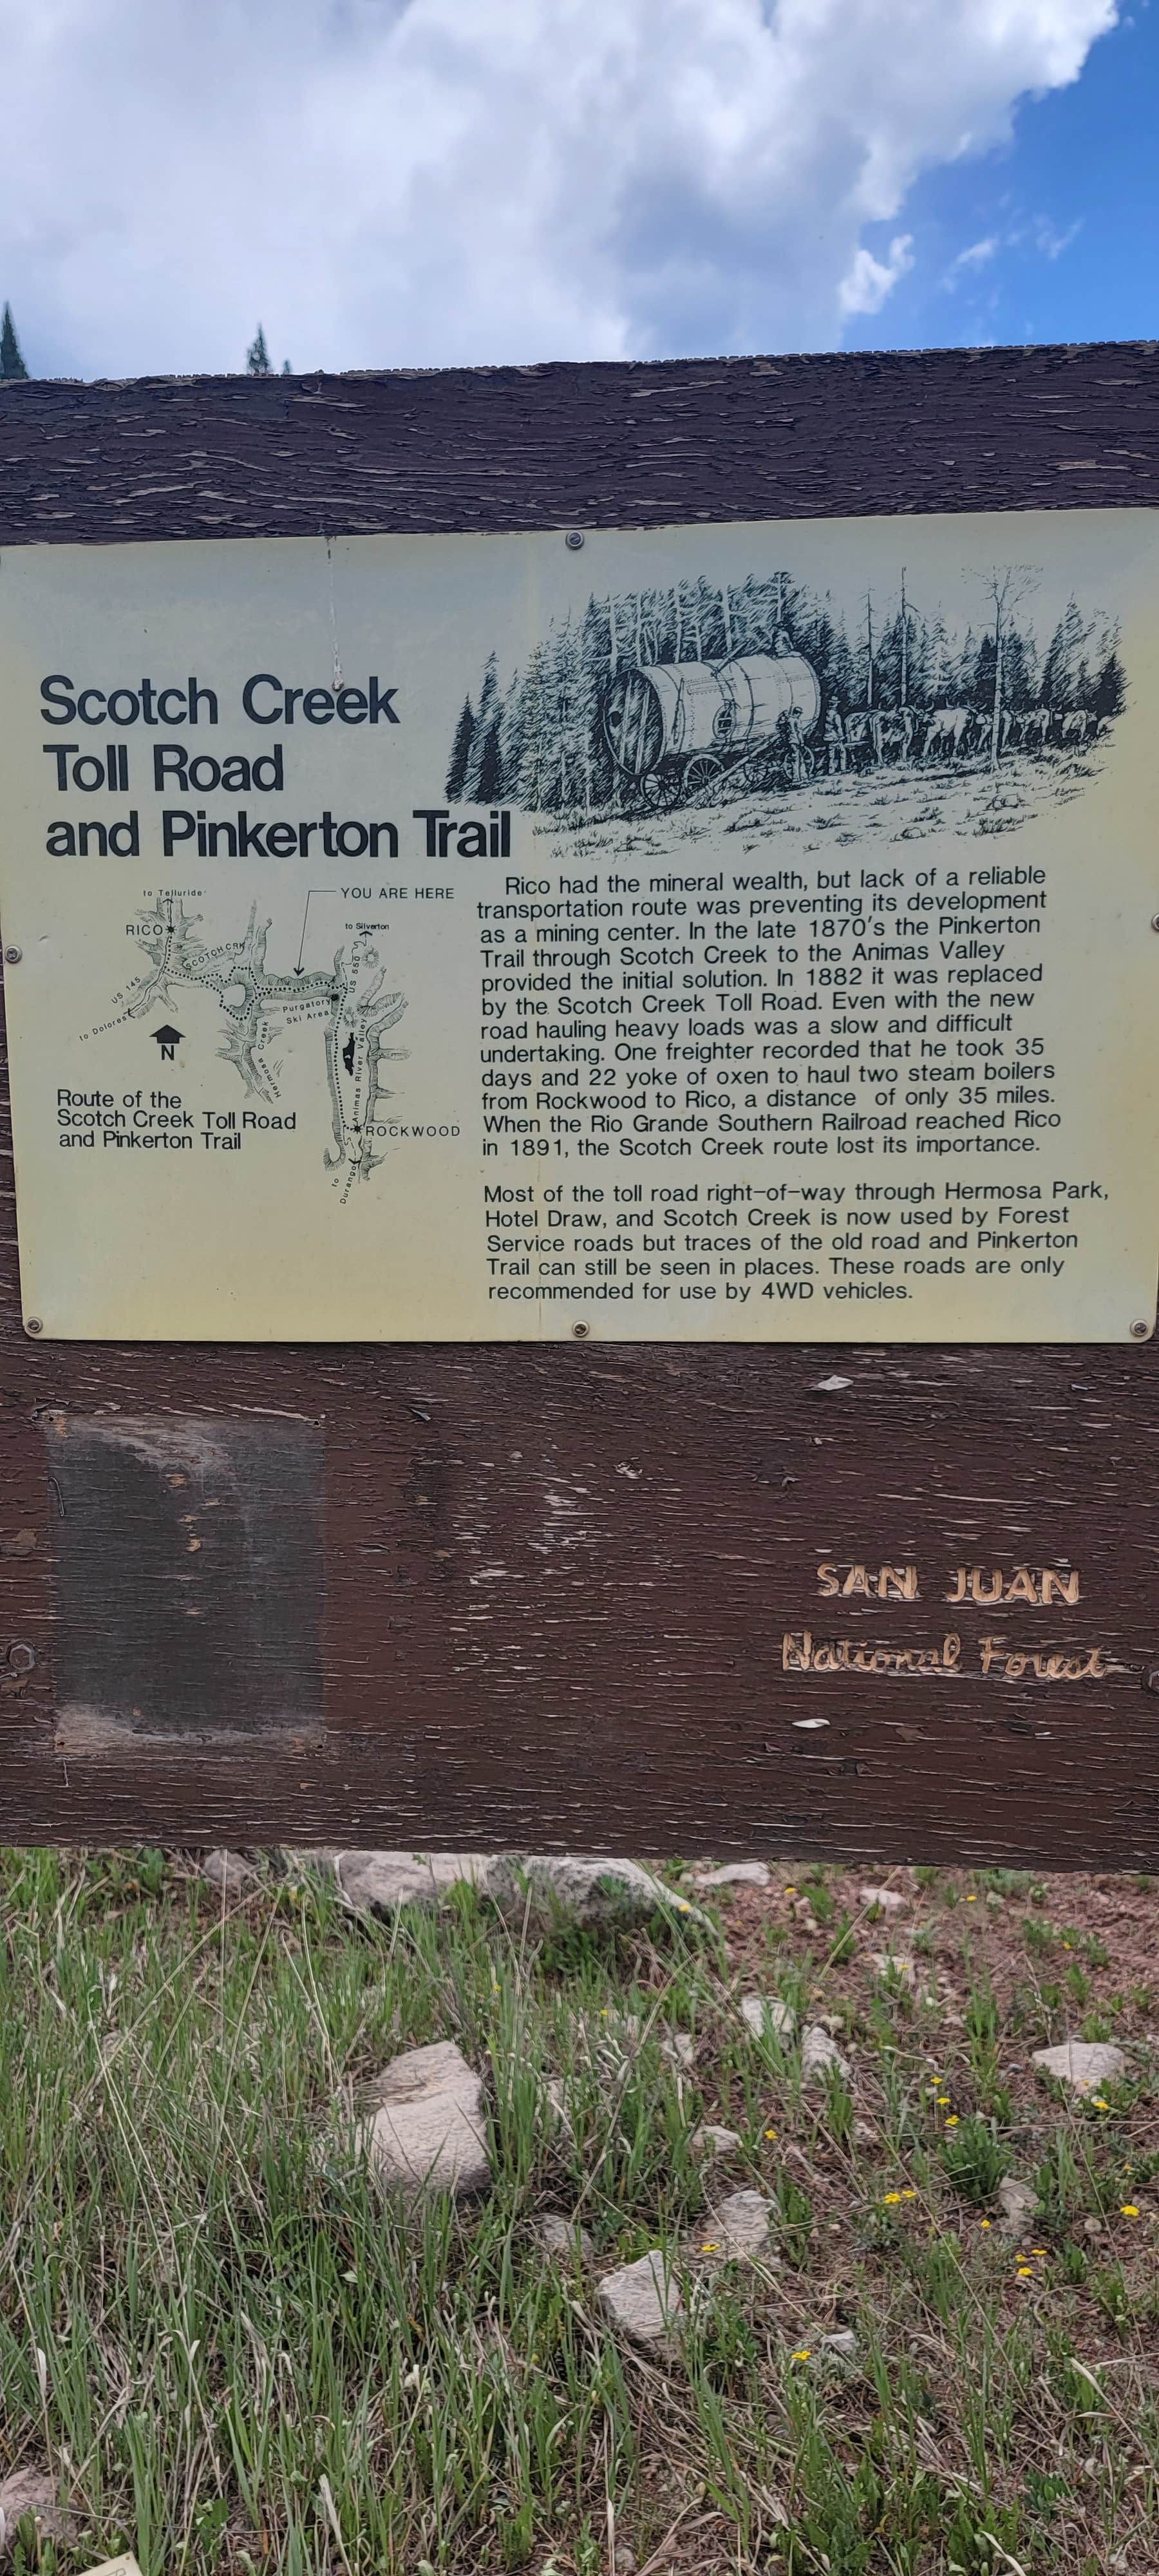 Scotch Creek
Toll Road
and Pinkerton Trail
to Telluride
YOU ARE HERE
to Silverton
RICO
SCOTCH CRK
US 145
US 550
to Dolores
Purgatory
Ski Area
N
Hermosa Creek
Animas River Valley
ROCKWOOD
to
Durango
Route of the
Scotch Creek Toll Road
and Pinkerton Trail
Rico had the mineral wealth, but lack of a reliable
transportation route was preventing its development
as a mining center. In the late 1870's the Pinkerton
Trail through Scotch Creek to the Animas Valley
provided the initial solution. In 1882 it was replaced
by the Scotch Creek Toll Road. Even with the new
road hauling heavy loads was a slow and difficult
undertaking. One freighter recorded that he took 35
days and 22 yoke of oxen to haul two steam boilers
from Rockwood to Rico, a distance of only 35 miles.
When the Rio Grande Southern Railroad reached Rico
in 1891, the Scotch Creek route lost its importance.
Most of the toll road right-of-way through Hermosa Park,
Hotel Draw, and Scotch Creek is now used by Forest
Service roads but traces of the old road and Pinkerton
Trail can still be seen in places. These roads are only
recommended for use by 4WD vehicles.
SAN JUAN
National Forest